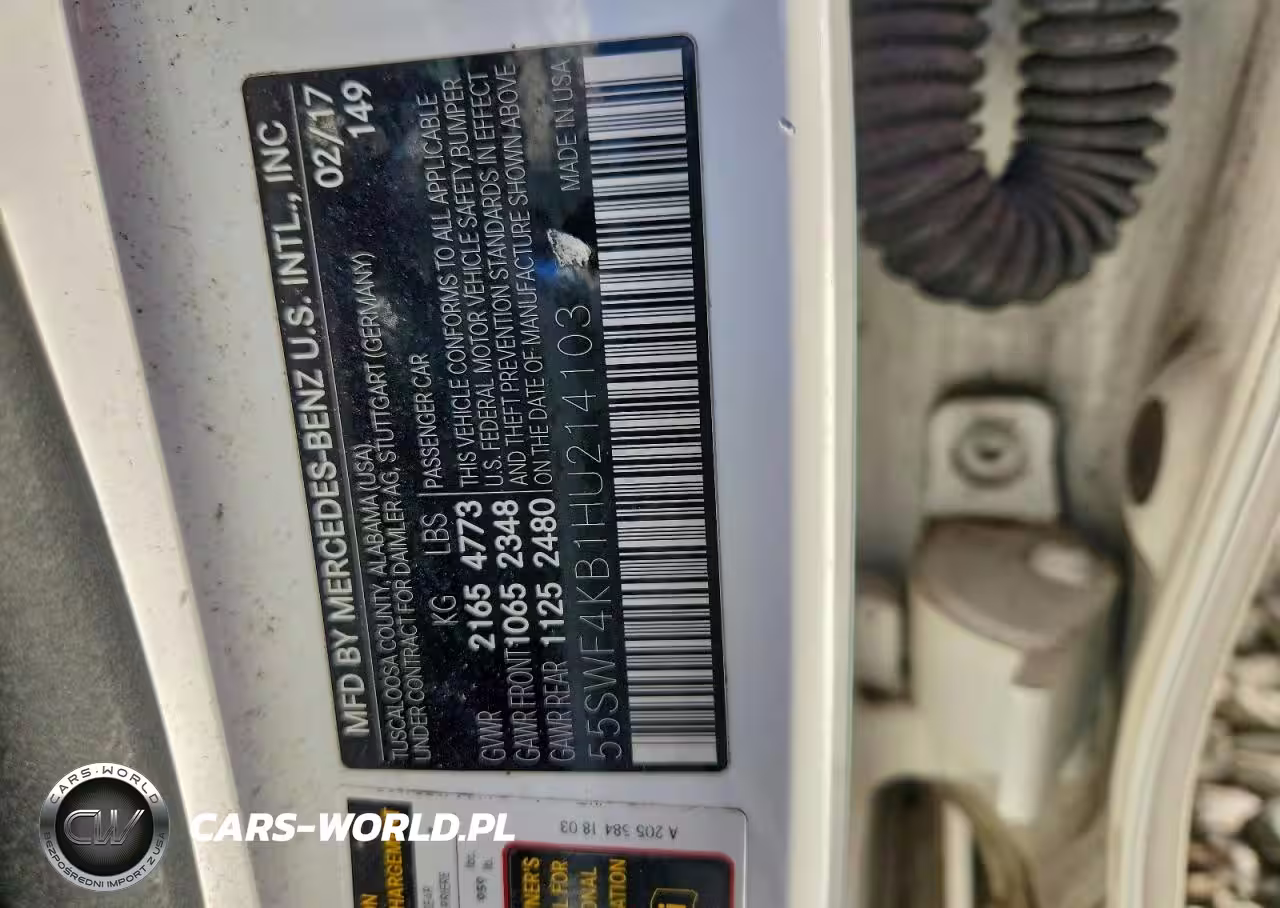 MFD BY MERCEDES-BENZ U.S. INTL., INC
TUSCALOOSA COUNTY, ALABAMA (USA) 02/17
UNDER CONTRACT FOR DAIMLER AG, STUTTGART (GERMANY) 149
KG LBS PASSENGER CAR
GVWR 2165 4773
GAWR FRONT 1065 2348
GAWR REAR 1125 2480
THIS VEHICLE CONFORMS TO ALL APPLICABLE
U.S. FEDERAL MOTOR VEHICLE SAFETY, BUMPER
AND THEFT PREVENTION STANDARDS IN EFFECT
ON THE DATE OF MANUFACTURE SHOWN ABOVE
55SWF4KB1HU214103 MADE IN USA
A 205 584 18 03
CARS-WORLD
CW
BEZPOŚREDNI IMPORT Z USA
CARS-WORLD.PL